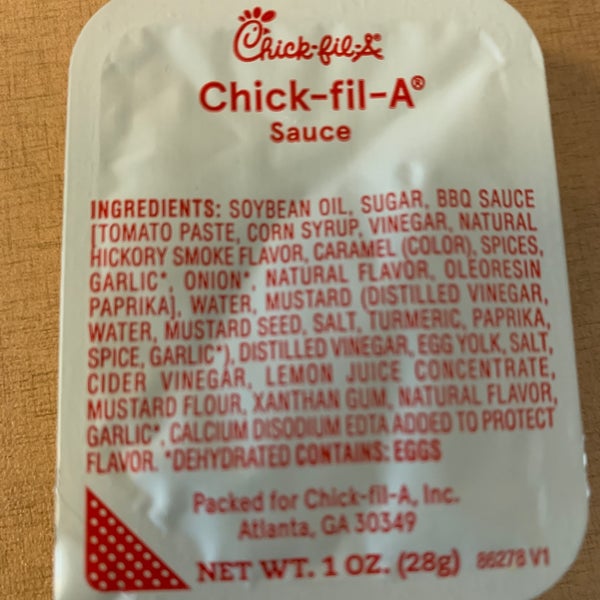 Chick-fil-A®
Chick-fil-A®
Sauce
INGREDIENTS: SOYBEAN OIL, SUGAR, BBQ SAUCE
[TOMATO PASTE, CORN SYRUP, VINEGAR, NATURAL
HICKORY SMOKE FLAVOR, CARAMEL (COLOR), SPICES,
GARLIC*, ONION*, NATURAL FLAVOR, OLEORESIN
PAPRIKA], WATER, MUSTARD (DISTILLED VINEGAR,
WATER, MUSTARD SEED, SALT, TURMERIC, PAPRIKA,
SPICE, GARLIC*), DISTILLED VINEGAR, EGG YOLK, SALT,
CIDER VINEGAR, LEMON JUICE CONCENTRATE,
MUSTARD FLOUR, XANTHAN GUM, NATURAL FLAVOR,
GARLIC*, CALCIUM DISODIUM EDTA ADDED TO PROTECT
FLAVOR. *DEHYDRATED CONTAINS: EGGS
Packed for Chick-fil-A, Inc.
Atlanta, GA 30349
NET WT. 1 OZ. (28g) 86278 V1